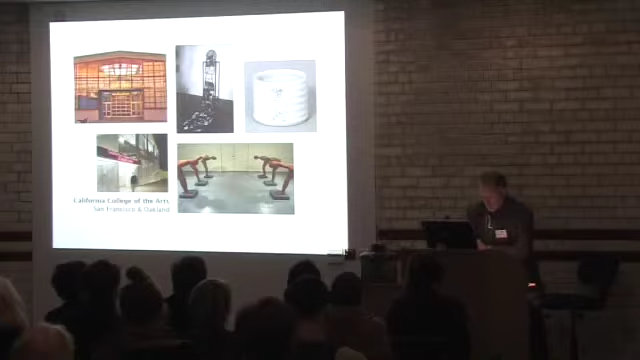 California College of the Arts
San Francisco & Oakland